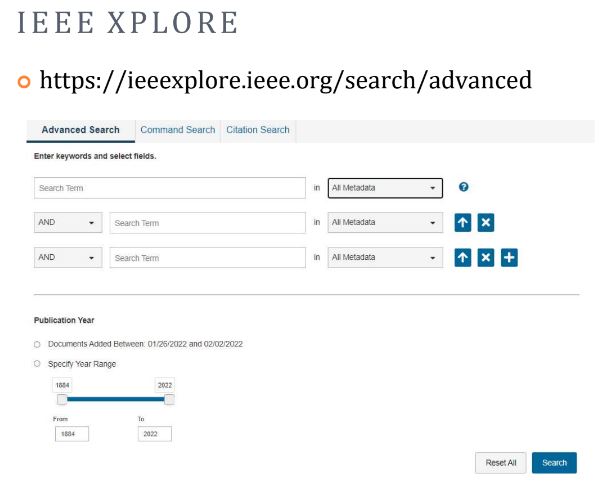 IEEE XPLORE
https://ieeexplore.ieee.org/search/advanced
Advanced Search Command Search Citation Search
Enter keywords and select fields.
Search Term in All Metadata ?
AND Search Term in All Metadata
AND Search Term in All Metadata
Publication Year
Documents Added Between: 01/26/2022 and 02/02/2022
Specify Year Range
1884 2022
From To
1884 2022
Reset All Search